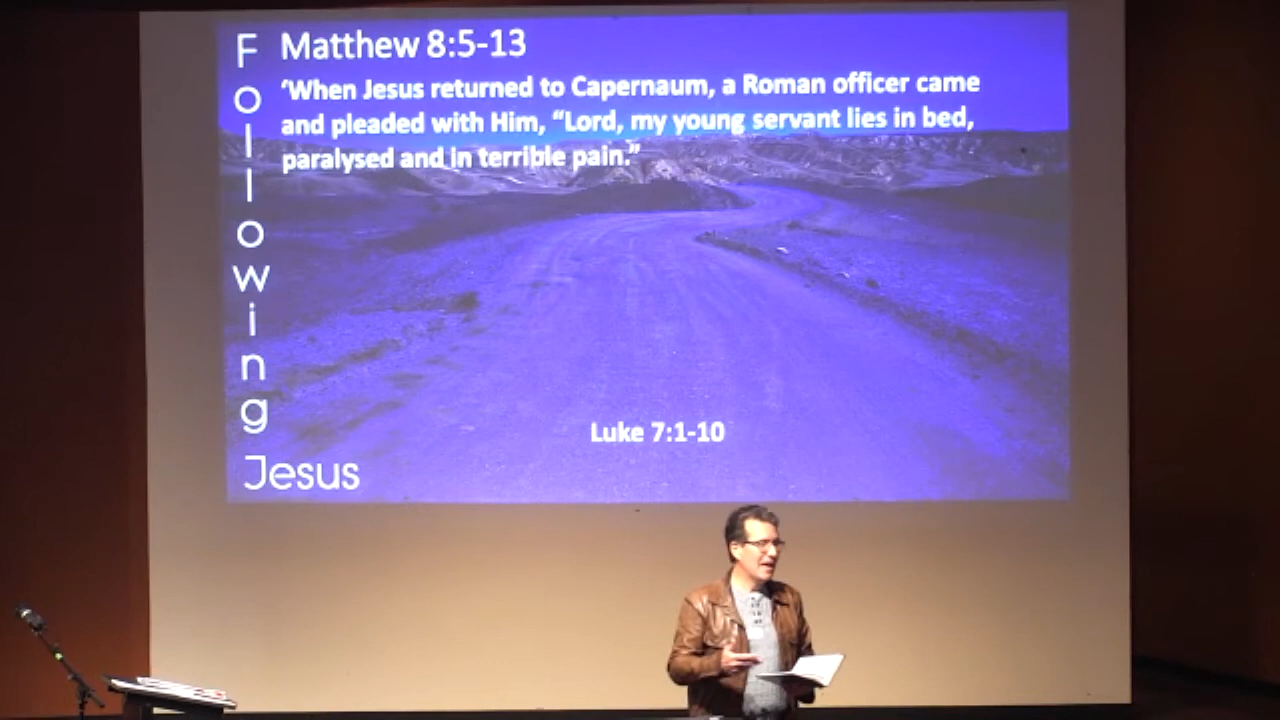 Following
Jesus
Matthew 8:5-13
‘When Jesus returned to Capernaum, a Roman officer came
and pleaded with Him, “Lord, my young servant lies in bed,
paralysed and in terrible pain.”
Luke 7:1-10